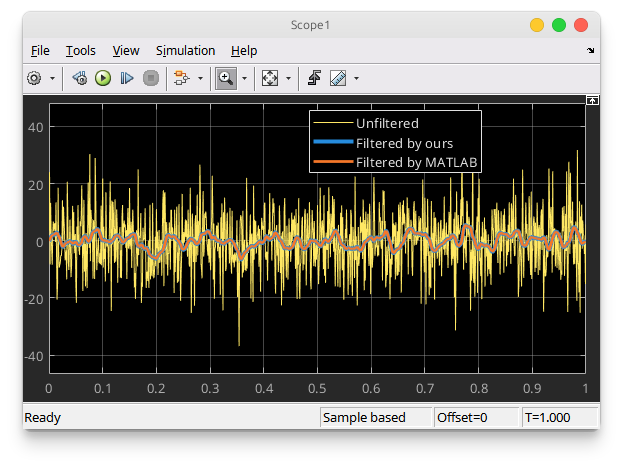 Scope1
File Tools View Simulation Help
Unfiltered
Filtered by ours
Filtered by MATLAB
40
20
0
-20
-40
0 0.1 0.2 0.3 0.4 0.5 0.6 0.7 0.8 0.9 1
Ready Sample based Offset=0 T=1.000